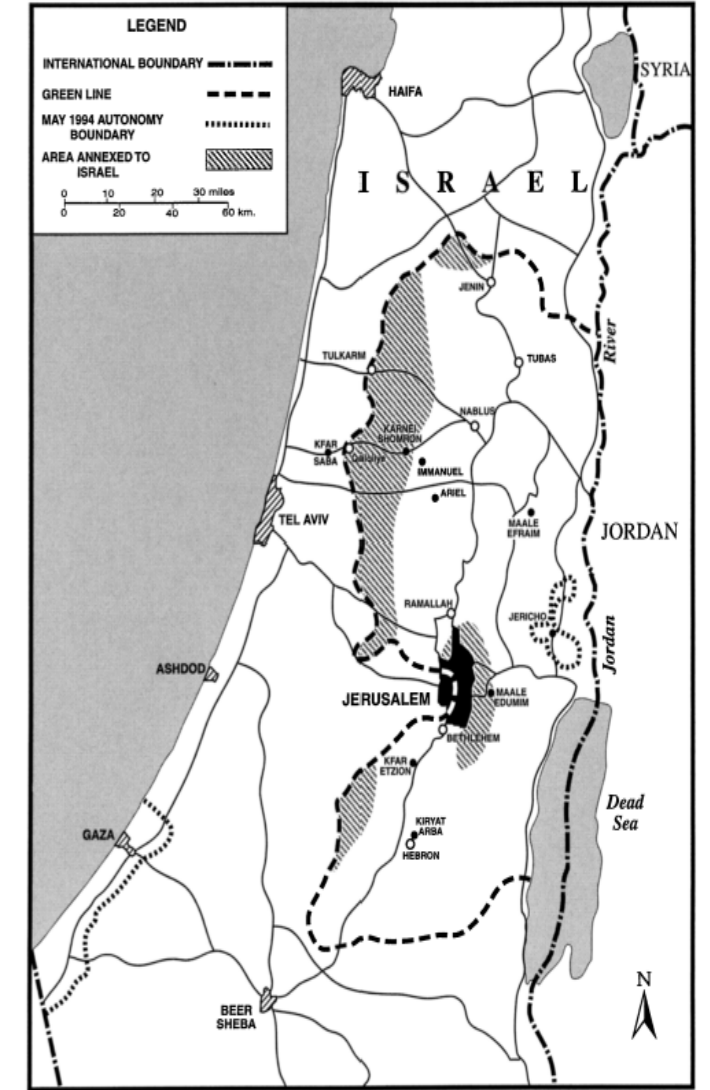 LEGEND
INTERNATIONAL BOUNDARY
GREEN LINE
MAY 1994 AUTONOMY
BOUNDARY
AREA ANNEXED TO
ISRAEL
0 10 20 30 miles
0 20 40 60 km.
SYRIA
HAIFA
ISRAEL
JENIN
River
TULKARM
TUBAS
NABLUS
KARNEI
SHOMRON
KFAR
SABA
Qalqilya
IMMANUEL
ARIEL
TEL AVIV
MAALE
EFRAIM
JORDAN
RAMALLAH
JERICHO
Jordan
ASHDOD
JERUSALEM
MAALE
EDUMIM
BETHLEHEM
KFAR
ETZION
Dead
Sea
KIRYAT
ARBA
HEBRON
GAZA
N
BEER
SHEBA